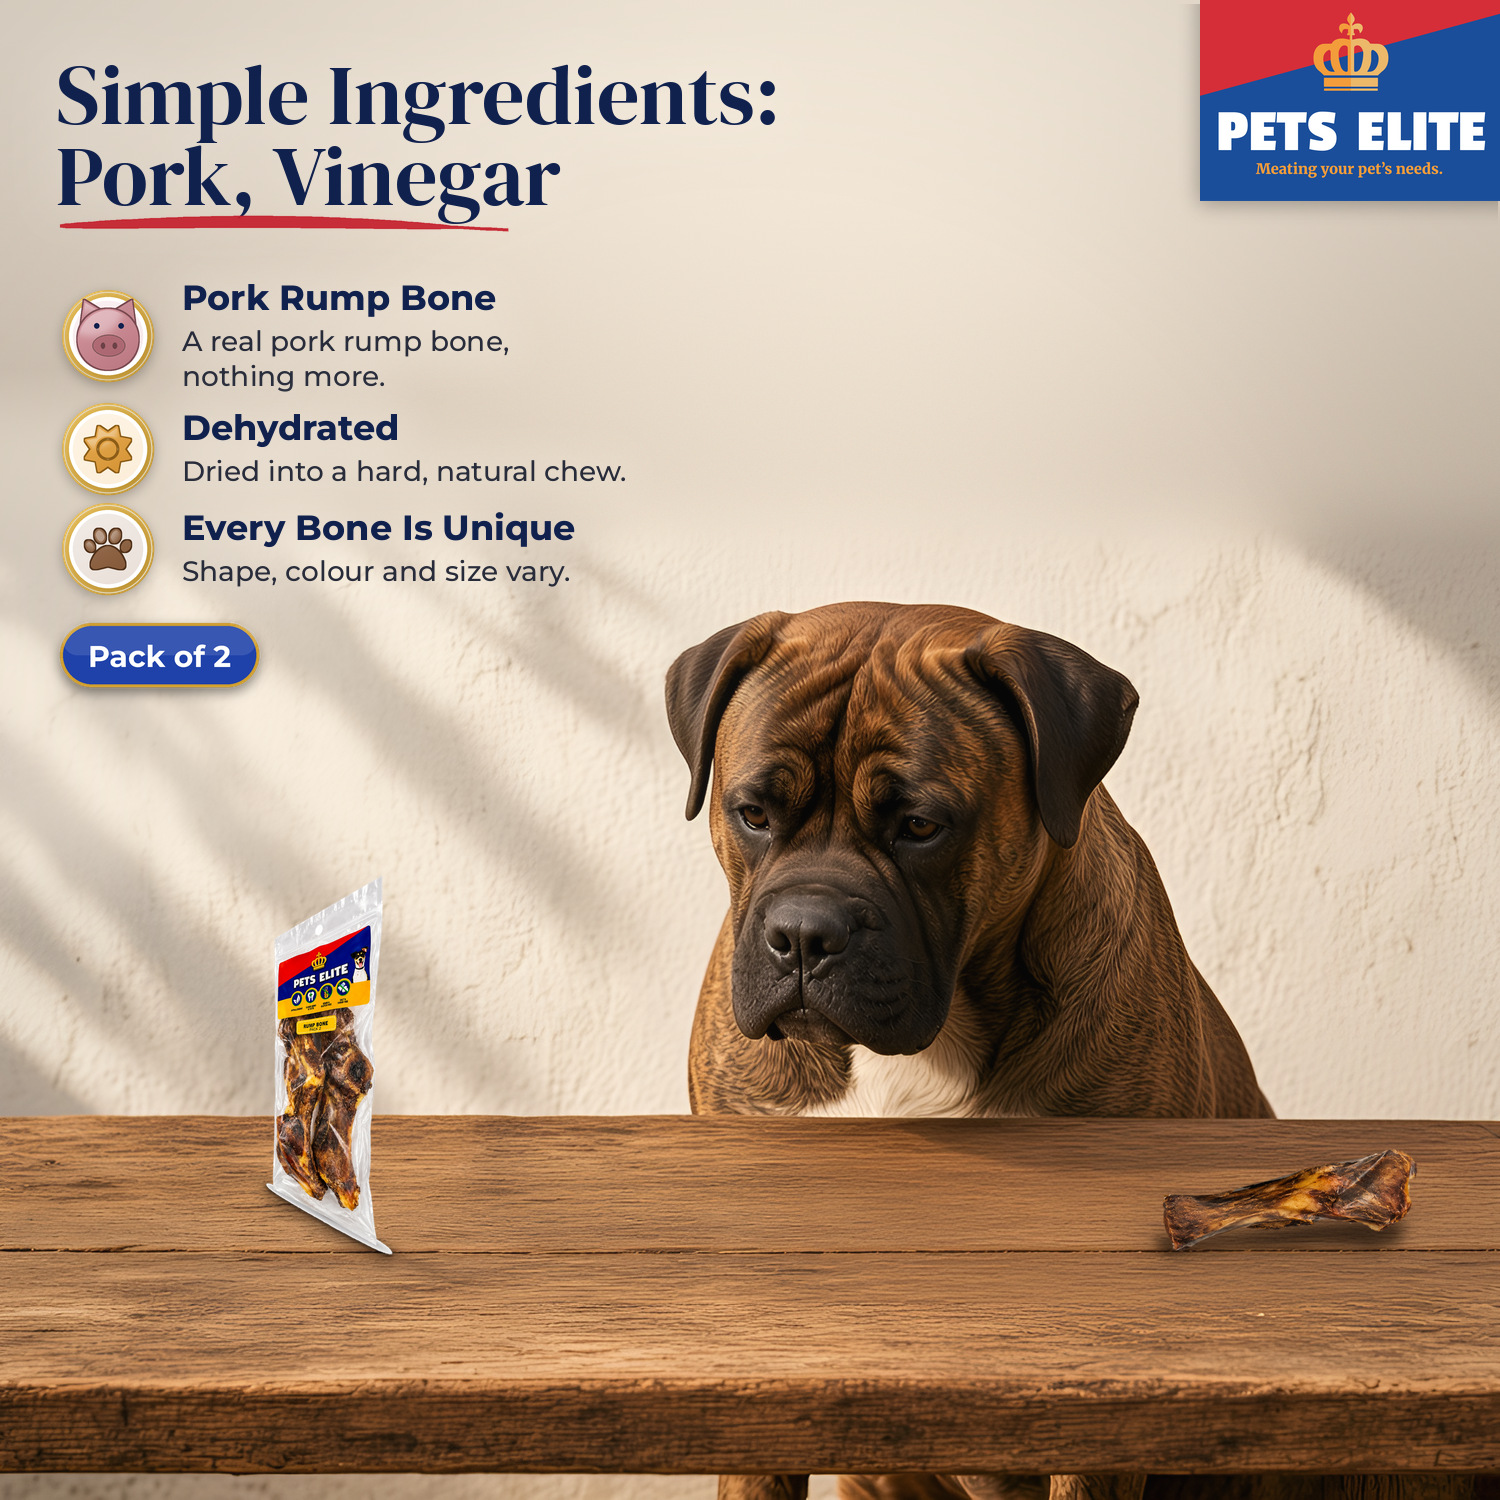 Simple Ingredients:
Pork, Vinegar
PETS ELITE
Meating your pet's needs.
Pork Rump Bone
A real pork rump bone,
nothing more.
Dehydrated
Dried into a hard, natural chew.
Every Bone Is Unique
Shape, colour and size vary.
Pack of 2
PETS ELITE
RUMP BONE